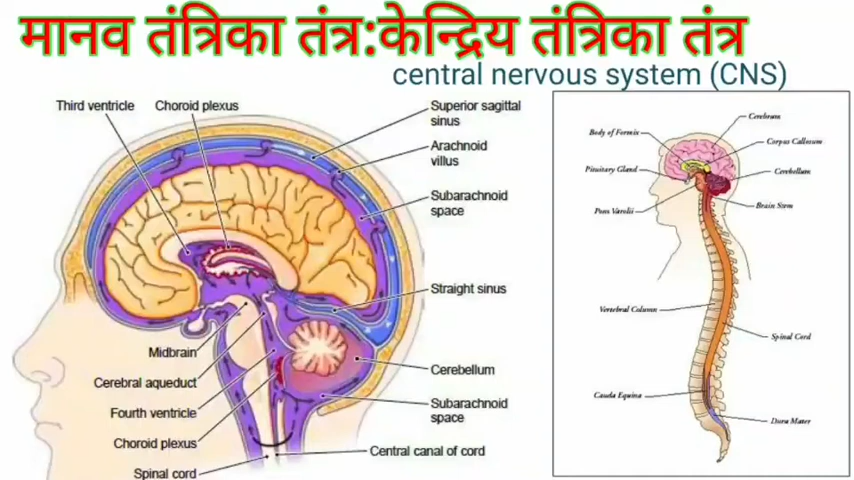 मानव तंत्रिका तंत्र:केन्द्रिय तंत्रिका तंत्र
central nervous system (CNS)
Third ventricle
Choroid plexus
Superior sagittal
sinus
Arachnoid
villus
Subarachnoid
space
Straight sinus
Midbrain
Cerebral aqueduct
Cerebellum
Fourth ventricle
Subarachnoid
space
Choroid plexus
Central canal of cord
Spinal cord
Cerebrum
Body of Fornix
Corpus Callosum
Pituitary Gland
Cerebellum
Pons Varolii
Brain Stem
Vertebral Column
Spinal Cord
Cauda Equina
Dura Mater